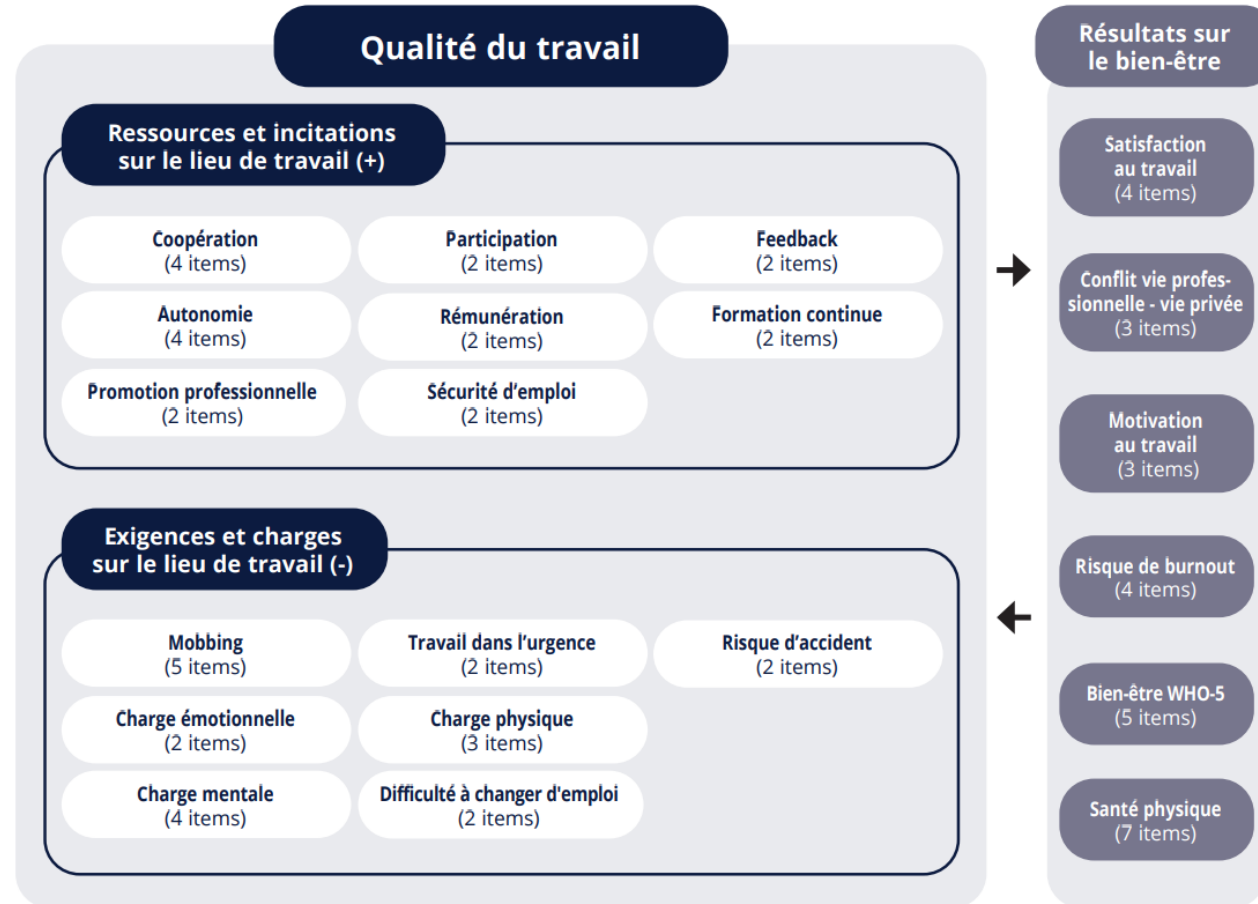 Qualité du travail
Ressources et incitations
sur le lieu de travail (+)
Coopération
(4 items)
Participation
(2 items)
Feedback
(2 items)
Autonomie
(4 items)
Rémunération
(2 items)
Formation continue
(2 items)
Promotion professionnelle
(2 items)
Sécurité d'emploi
(2 items)
Exigences et charges
sur le lieu de travail (-)
Mobbing
(5 items)
Travail dans l'urgence
(2 items)
Risque d'accident
(2 items)
Charge émotionnelle
(2 items)
Charge physique
(3 items)
Charge mentale
(4 items)
Difficulté à changer d'emploi
(2 items)
Résultats sur
le bien-être
Satisfaction
au travail
(4 items)
Conflit vie profes-
sionnelle - vie privée
(3 items)
Motivation
au travail
(3 items)
Risque de burnout
(4 items)
Bien-être WHO-5
(5 items)
Santé physique
(7 items)